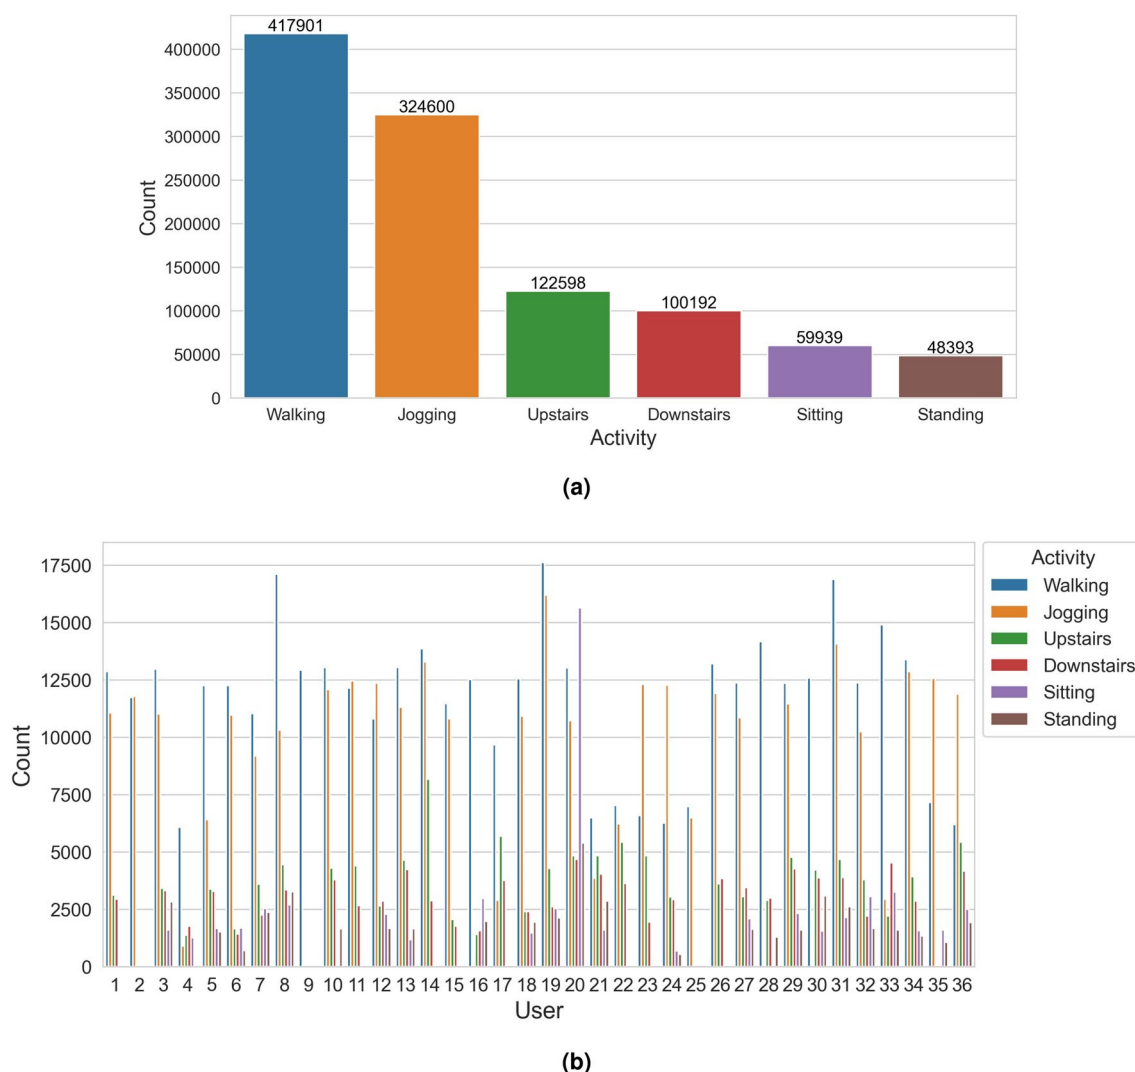 417901
400000
350000
324600
300000
250000
200000
150000
122598
100192
100000
59939
48393
50000
0
Count
Walking Jogging Upstairs Downstairs Sitting Standing
Activity
(a)
17500
15000
12500
10000
7500
5000
2500
0
Count
Activity
Walking
Jogging
Upstairs
Downstairs
Sitting
Standing
1 2 3 4 5 6 7 8 9 10 11 12 13 14 15 16 17 18 19 20 21 22 23 24 25 26 27 28 29 30 31 32 33 34 35 36
User
(b)